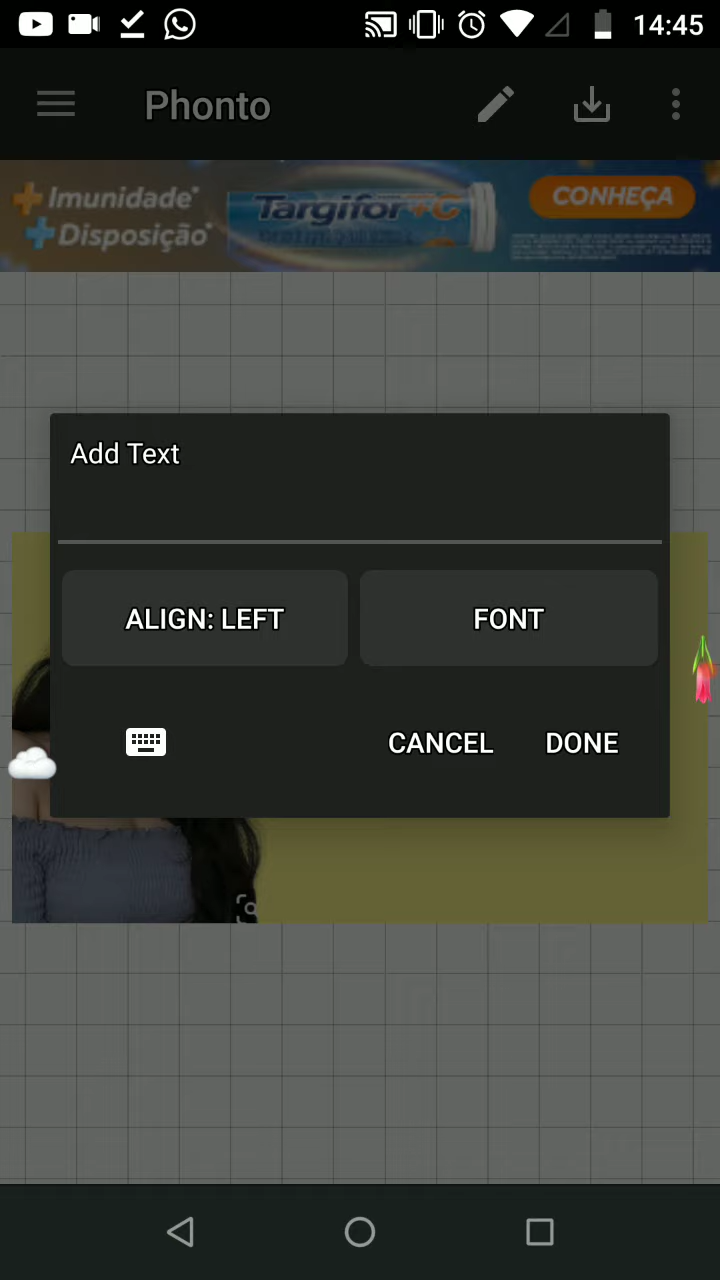 14:45
Phonto
+Imunidade*
+Disposição*
Targifor+C
CONHEÇA
Add Text
ALIGN: LEFT
FONT
CANCEL
DONE